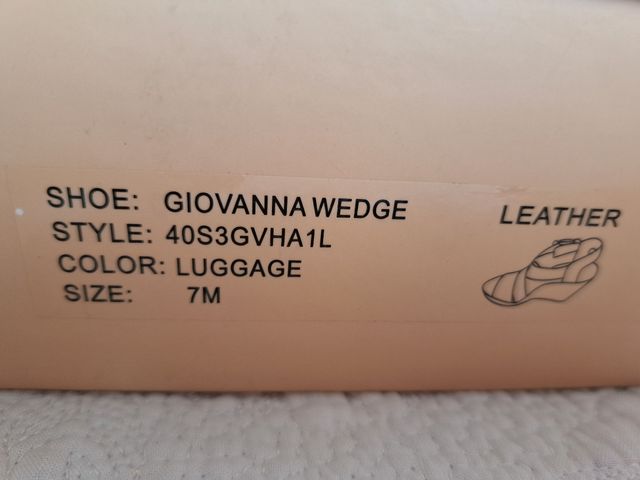 SHOE: GIOVANNA WEDGE
STYLE: 40S3GVHA1L
COLOR: LUGGAGE
SIZE: 7M
LEATHER